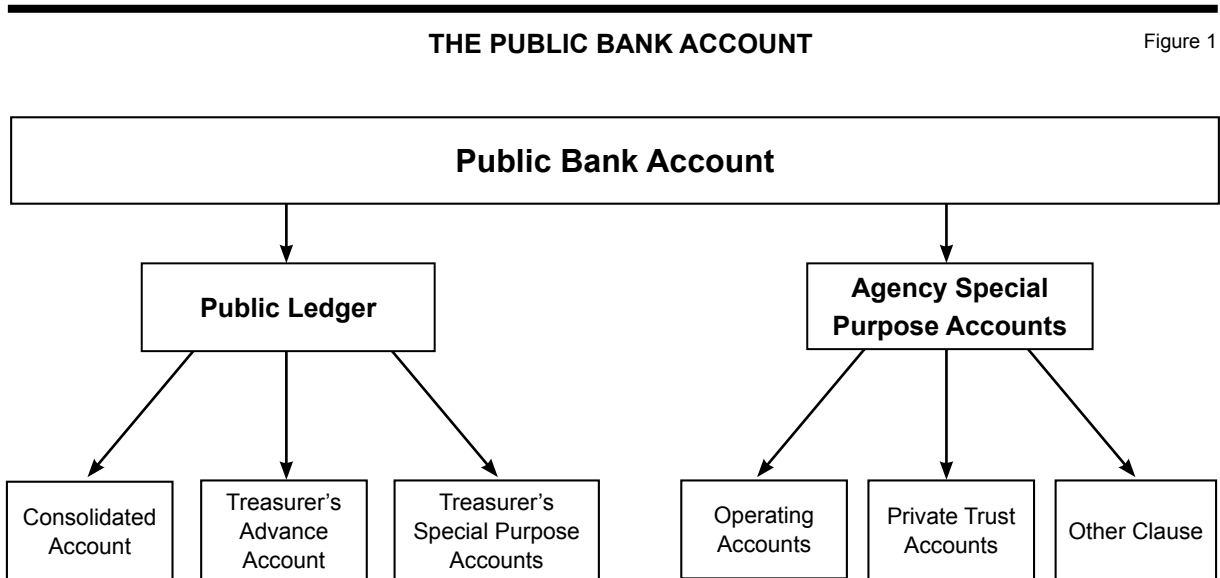 THE PUBLIC BANK ACCOUNT
Figure 1
Public Bank Account
Public Ledger
Agency Special
Purpose Accounts
Consolidated
Account
Treasurer’s
Advance
Account
Treasurer’s
Special Purpose
Accounts
Operating
Accounts
Private Trust
Accounts
Other Clause